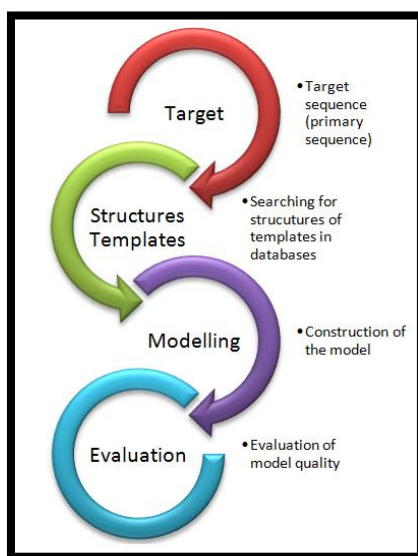 Target
• Target
sequence
(primary
sequence)
Structures
Templates
• Searching for
strucutures of
templates in
databases
Modelling
• Construction of
the model
Evaluation
• Evaluation of
model quality